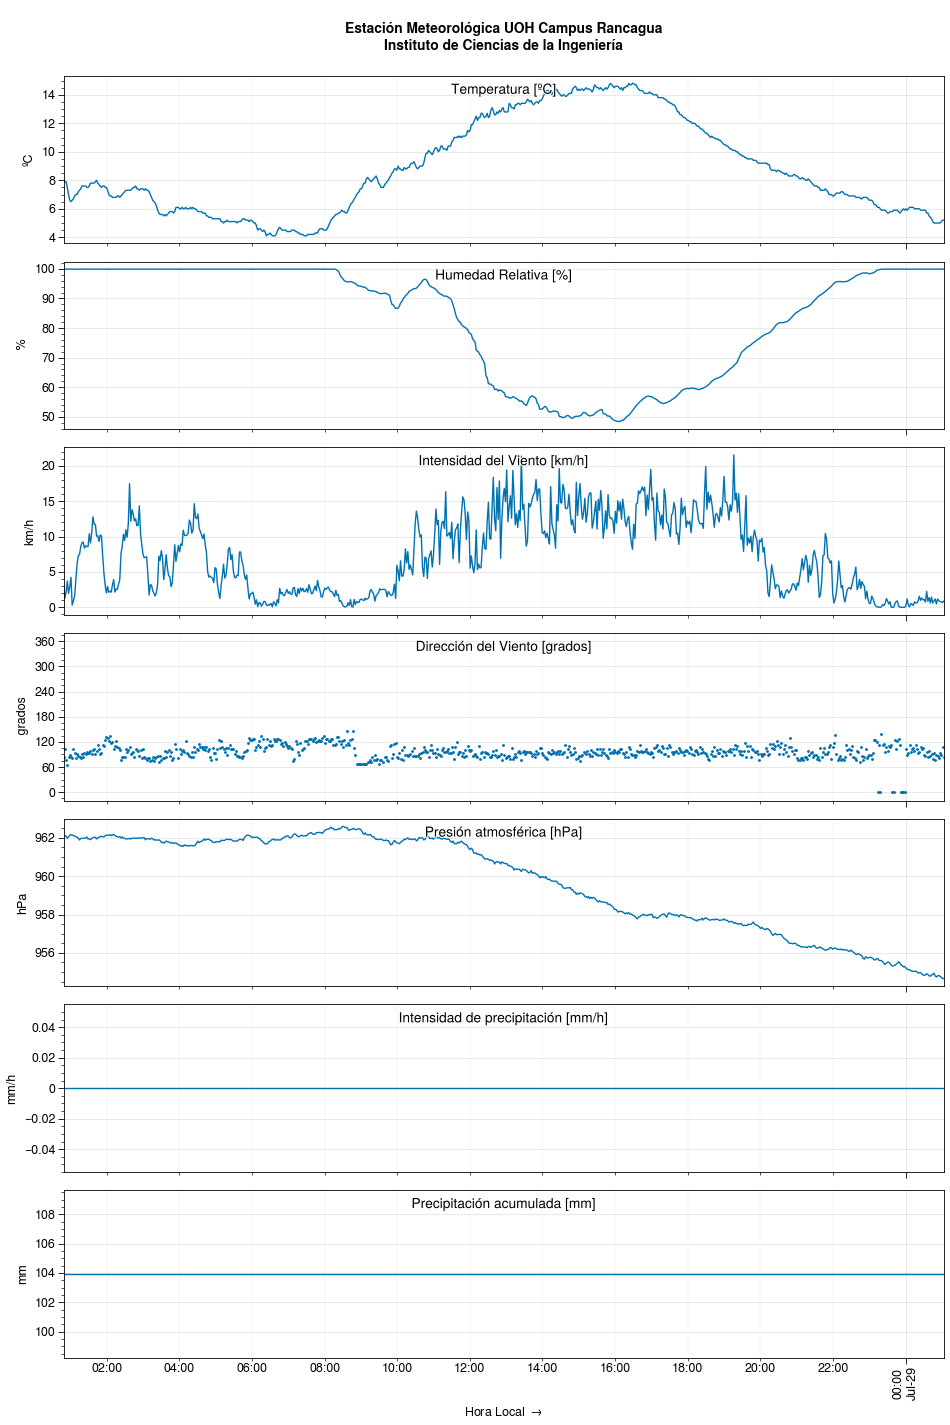 Estación Meteorológica UOH Campus Rancagua
Instituto de Ciencias de la Ingeniería
Temperatura [ºC]
ºC
14
12
10
8
6
4
Humedad Relativa [%]
%
100
90
80
70
60
50
Intensidad del Viento [km/h]
km/h
20
15
10
5
0
Dirección del Viento [grados]
grados
360
300
240
180
120
60
0
Presión atmosférica [hPa]
hPa
962
960
958
956
Intensidad de precipitación [mm/h]
mm/h
0.04
0.02
0
−0.02
−0.04
Precipitación acumulada [mm]
mm
108
106
104
102
100
02:00 04:00 06:00 08:00 10:00 12:00 14:00 16:00 18:00 20:00 22:00 00:00
Jul-29
Hora Local →